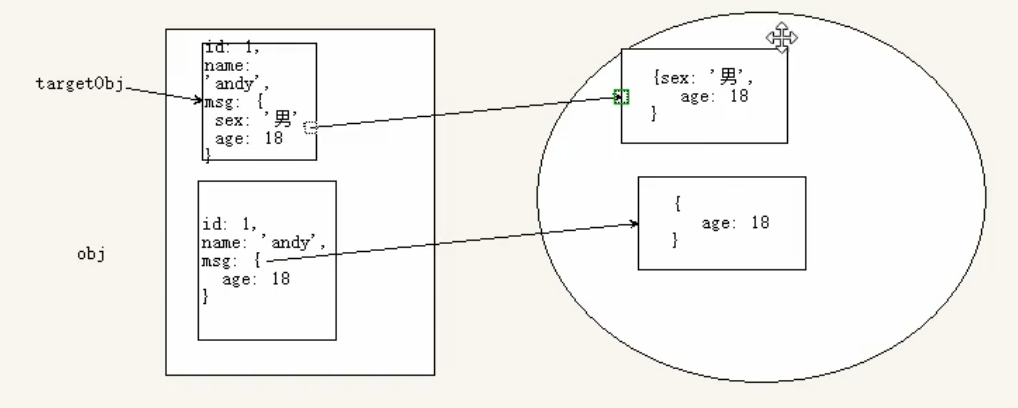 targetObj
id: 1,
name:
'andy',
msg: {
sex: '男'
age: 18
}
{sex: '男',
age: 18
}
obj
id: 1,
name: 'andy',
msg: {
age: 18
}
{
age: 18
}